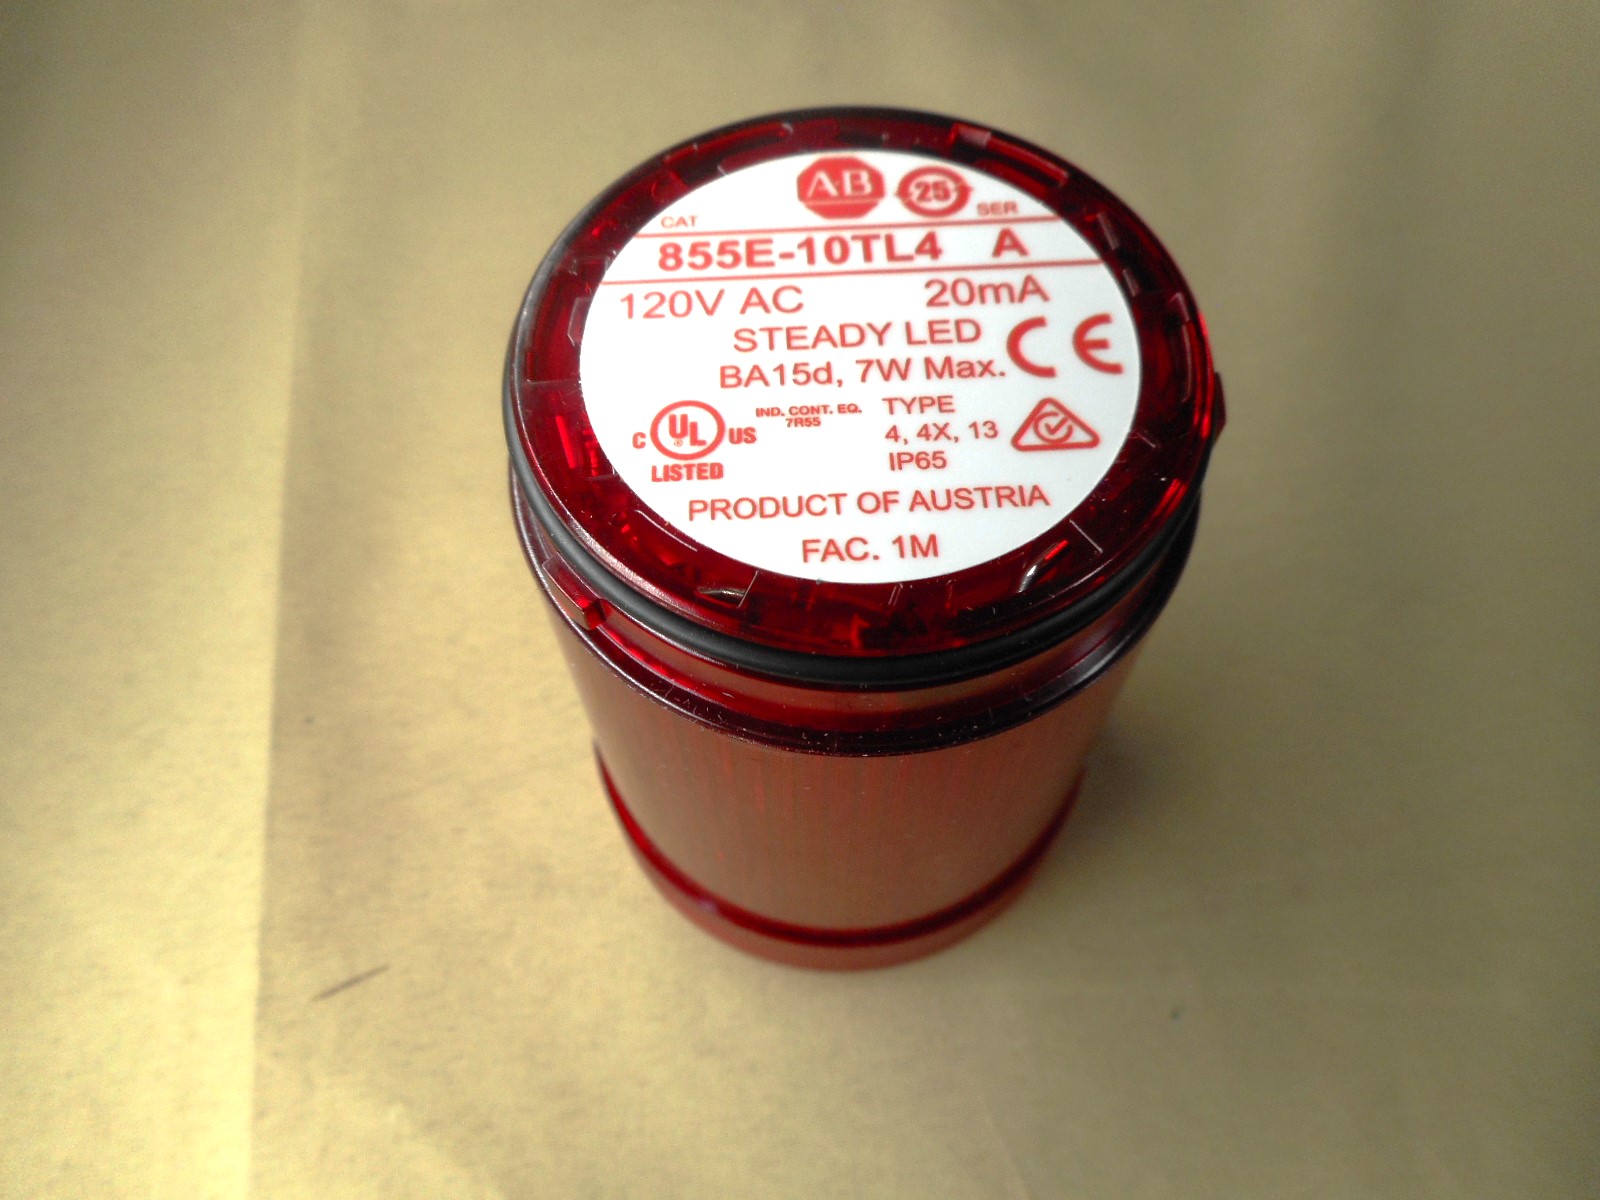 A·B 25
CAT SER
855E-10TL4 A
120V AC 20mA
STEADY LED
BA15d, 7W Max.
CE
C UL US
®
LISTED
IND. CONT. EQ.
7R55
TYPE
4, 4X, 13
IP65
PRODUCT OF AUSTRIA
FAC. 1M